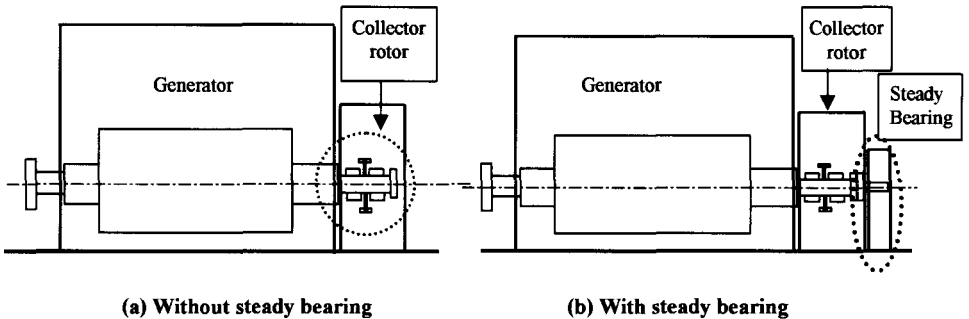 Collector
rotor
Generator
Collector
rotor
Generator
Steady
Bearing
(a) Without steady bearing
(b) With steady bearing